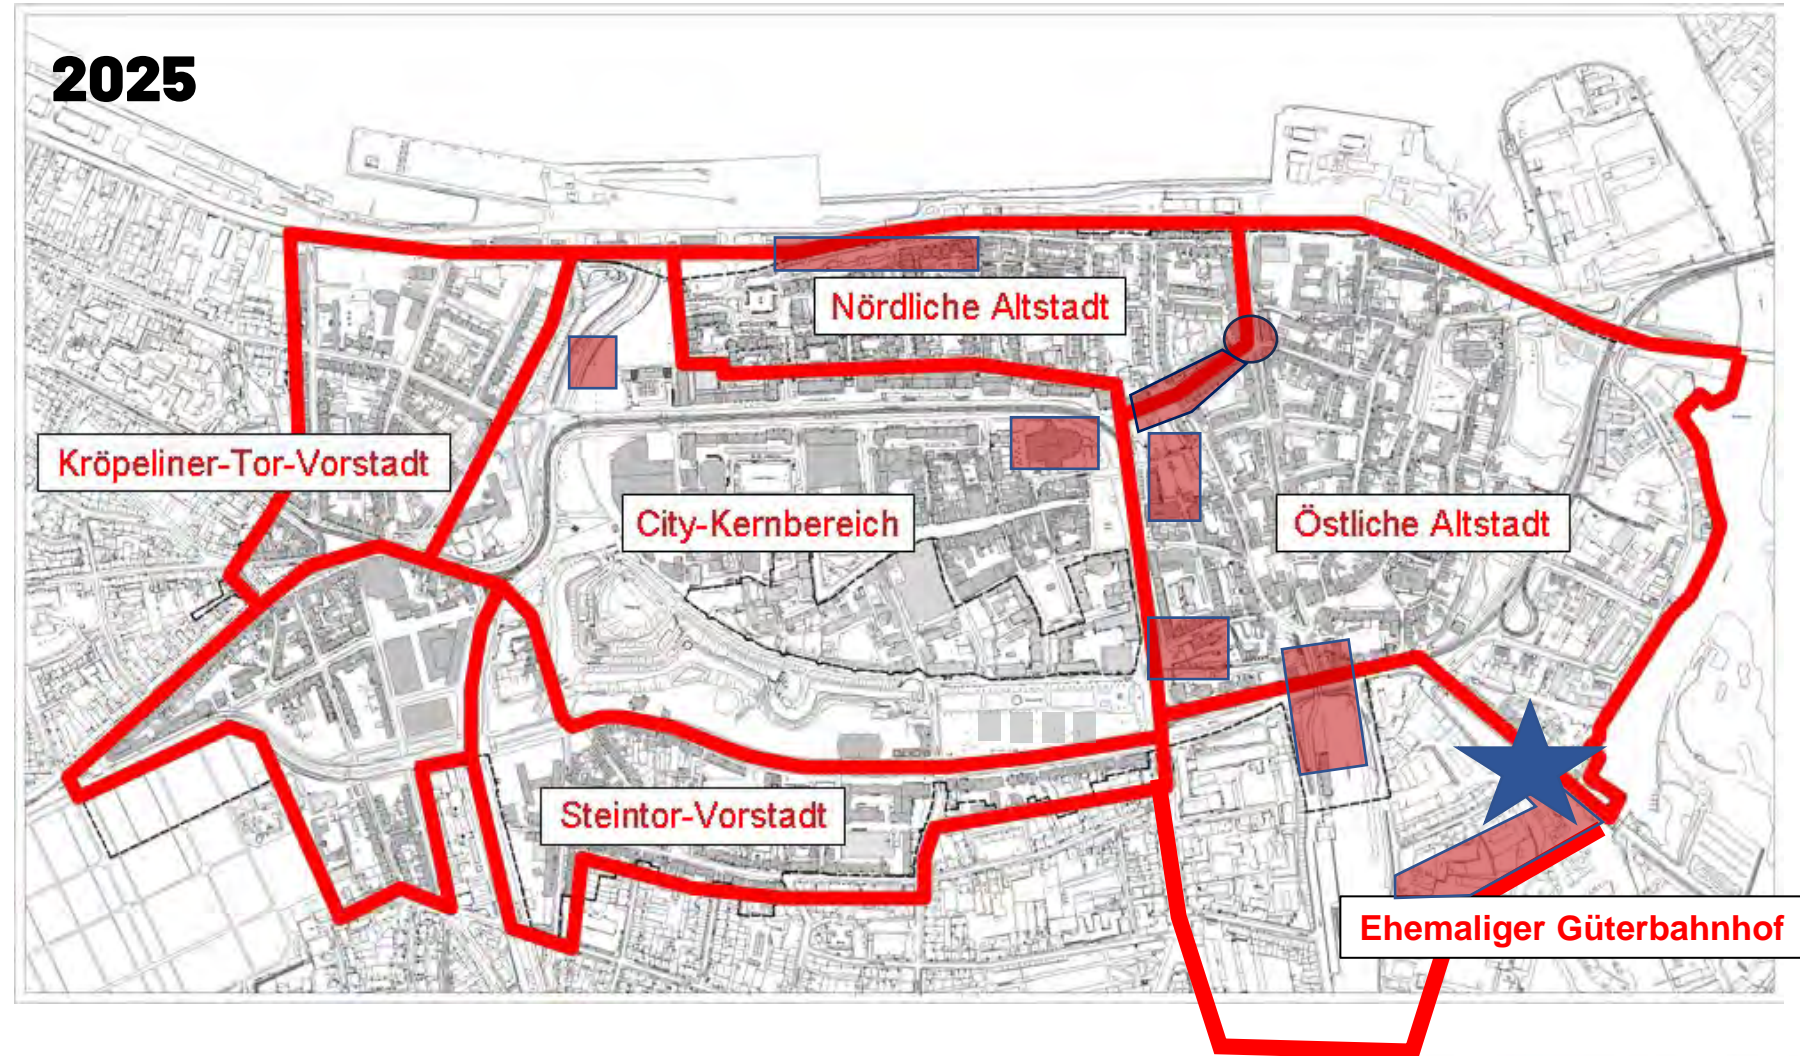 2025
Nördliche Altstadt
Kröpeliner-Tor-Vorstadt
City-Kernbereich
Östliche Altstadt
Steintor-Vorstadt
Ehemaliger Güterbahnhof